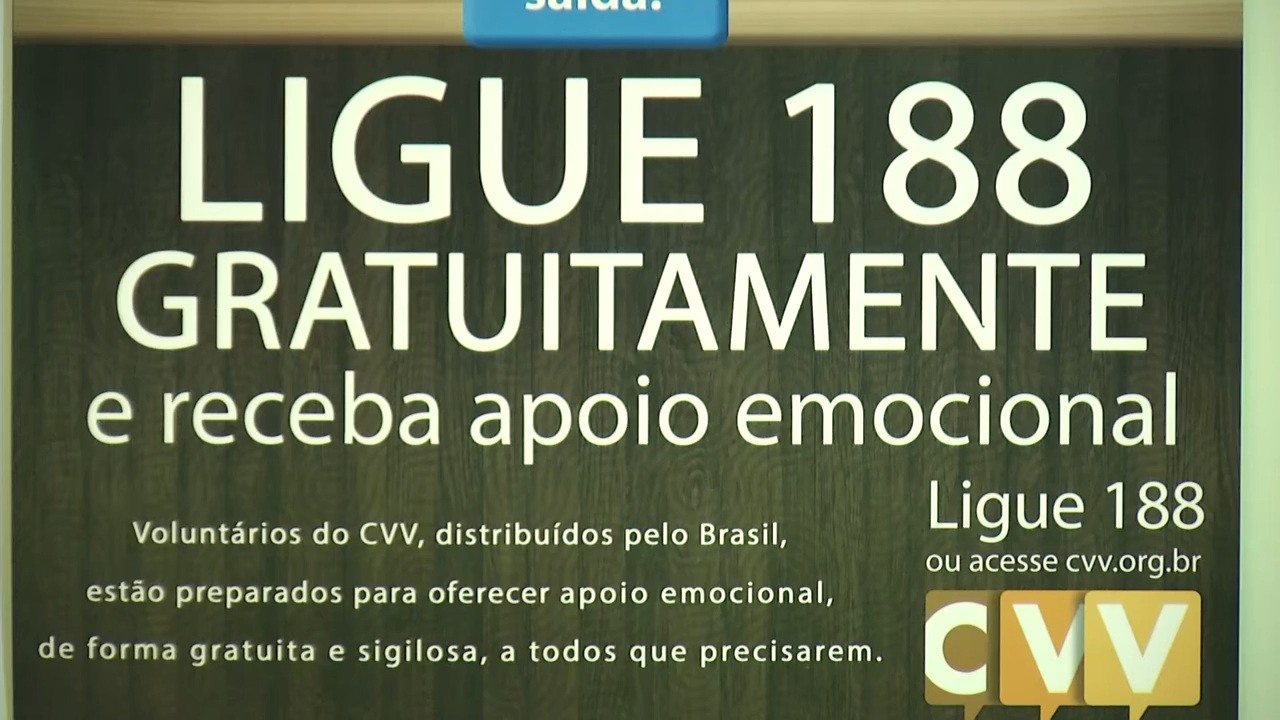 saída.
LIGUE 188
GRATUITAMENTE
e receba apoio emocional
Voluntários do CVV, distribuídos pelo Brasil,
estão preparados para oferecer apoio emocional,
de forma gratuita e sigilosa, a todos que precisarem.
Ligue 188
ou acesse cvv.org.br
CVV